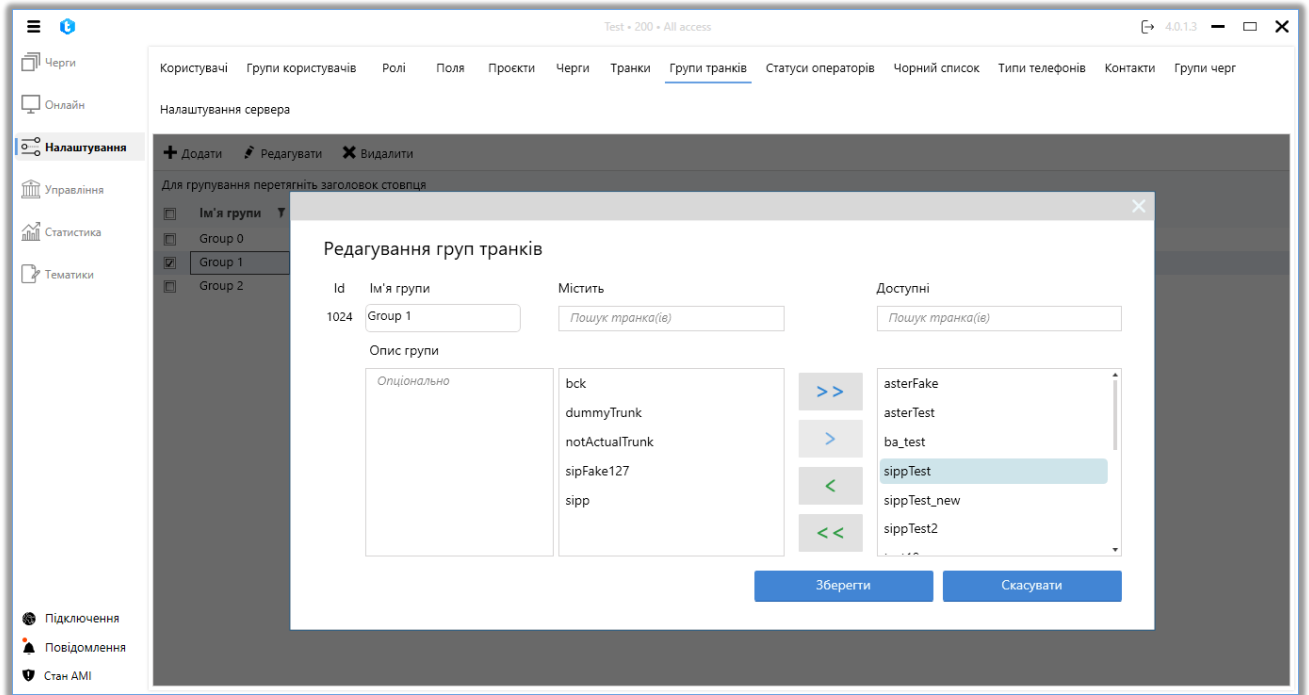 Test • 200 • All access
4.0.1.3
Черги
Онлайн
Налаштування
Управління
Статистика
Тематики
Підключення
Повідомлення
Стан AMI
Користувачі Групи користувачів Ролі Поля Проєкти Черги Транки Групи транків Статуси операторів Чорний список Типи телефонів Контакти Групи черг
Налаштування сервера
Додати Редагувати Видалити
Для групування перетягніть заголовок стовпця
Ім'я групи
Group 0
Group 1
Group 2
Редагування груп транків
Id Ім'я групи Містить Доступні
1024 Group 1 Пошук транка(ів) Пошук транка(ів)
Опис групи
Опціонально
bck
dummyTrunk
notActualTrunk
sipFake127
sipp
>>
>
<
<<
asterFake
asterTest
ba_test
sippTest
sippTest_new
sippTest2
Зберегти Скасувати